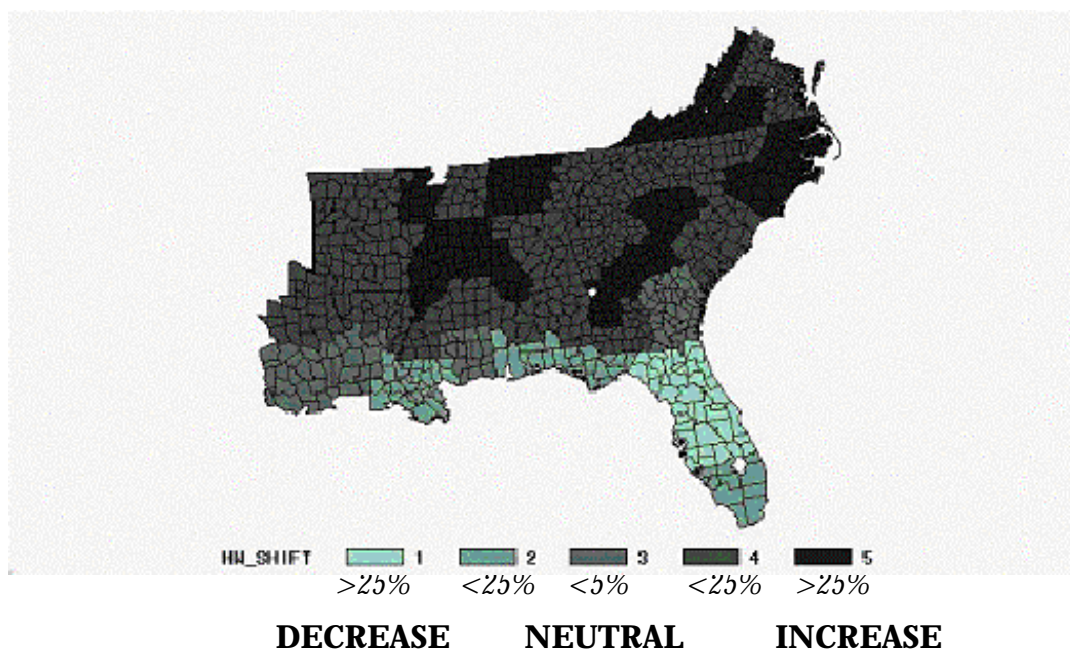 HW_SHIFT 1 2 3 4 5
>25% <25% <5% <25% >25%
DECREASE NEUTRAL INCREASE